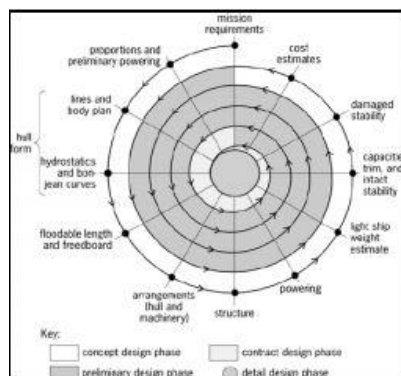 mission
requirements
proportions and
preliminary powering
cost
estimates
lines and
body plan
damaged
stability
hull
form
hydrostatics and bon-
jean curves
capacities
trim, and
intact
stability
floodable length
and freeboard
light ship
weight
estimate
arrangements
(hull and
machinery)
powering
structure
Key:
concept design phase
contract design phase
preliminary design phase
detail design phase